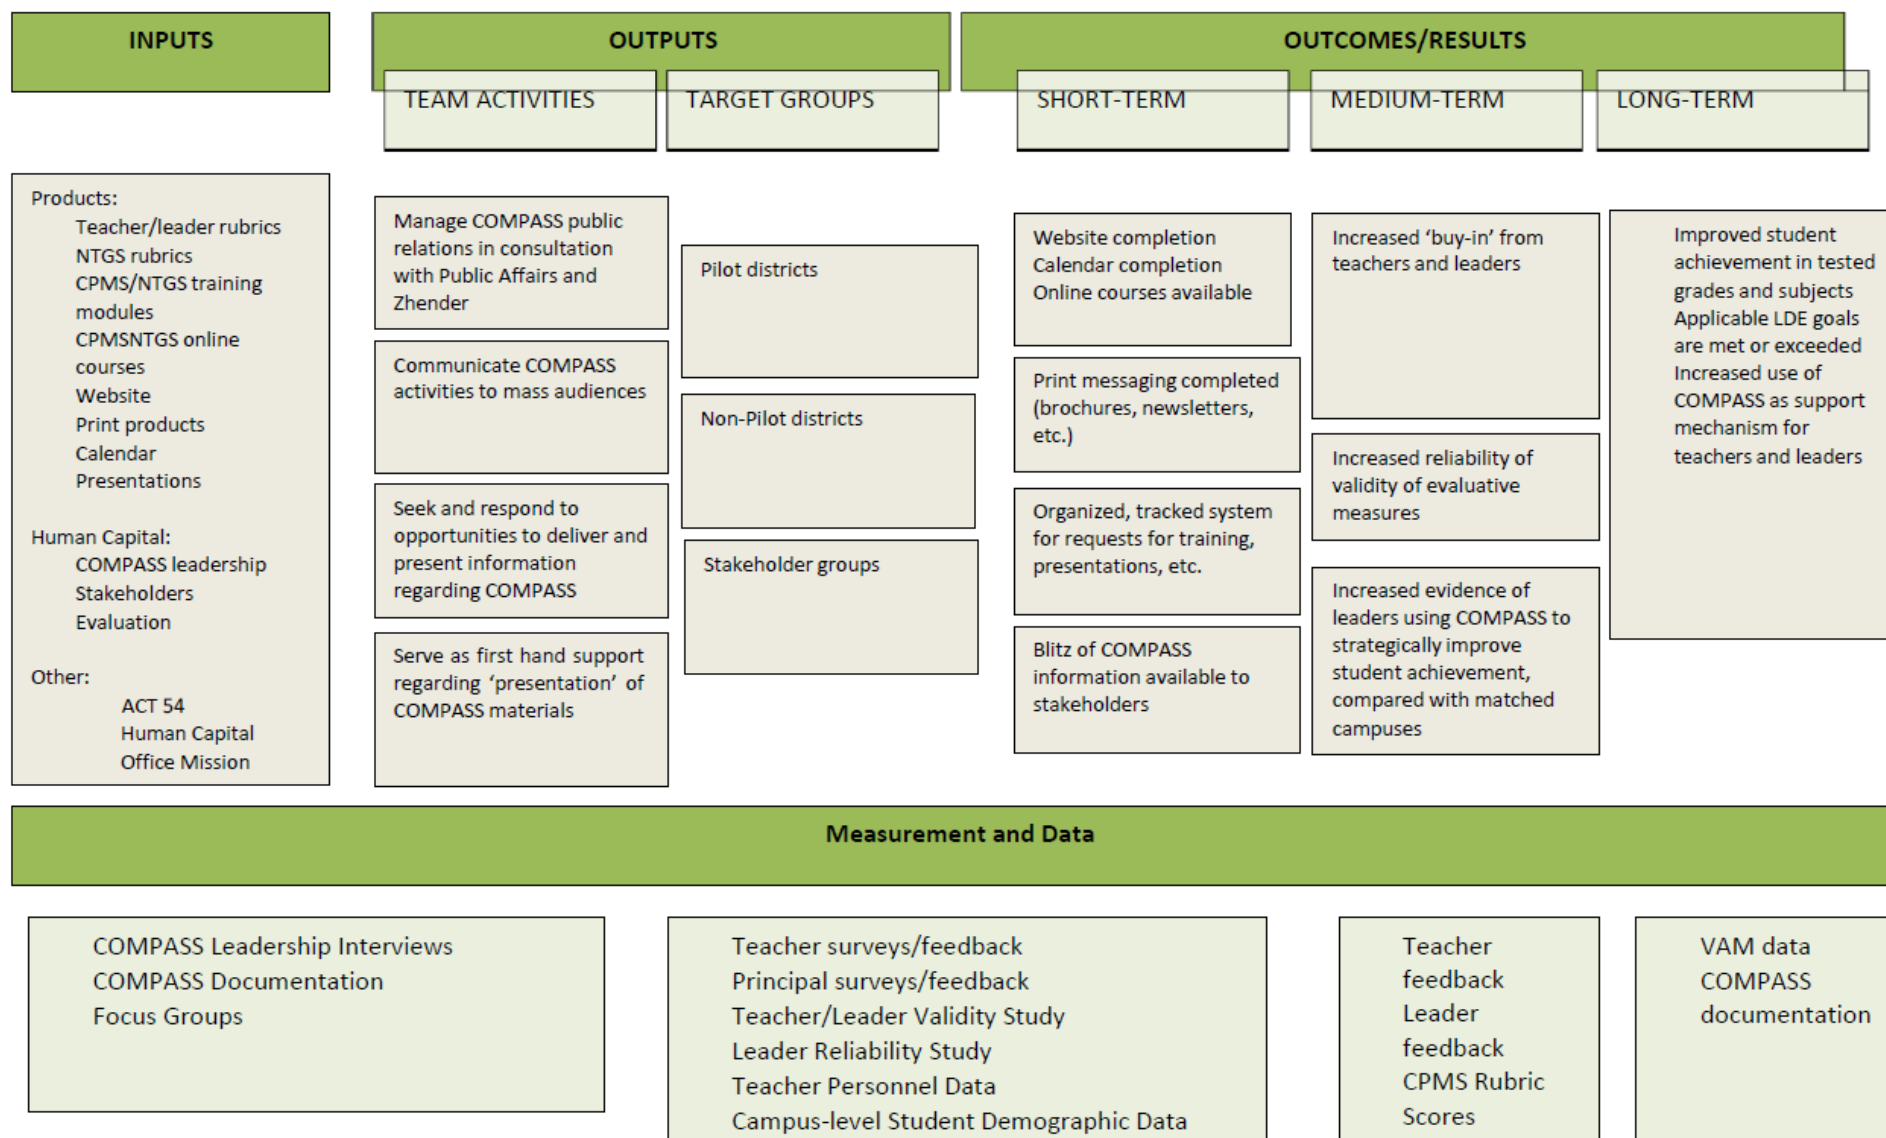 INPUTS
OUTPUTS
OUTCOMES/RESULTS
TEAM ACTIVITIES
TARGET GROUPS
SHORT-TERM
MEDIUM-TERM
LONG-TERM
Products:
Teacher/leader rubrics
NTGS rubrics
CPMS/NTGS training
modules
CPMSNTGS online
courses
Website
Print products
Calendar
Presentations
Human Capital:
COMPASS leadership
Stakeholders
Evaluation
Other:
ACT 54
Human Capital
Office Mission
Manage COMPASS public
relations in consultation
with Public Affairs and
Zhender
Communicate COMPASS
activities to mass audiences
Seek and respond to
opportunities to deliver and
present information
regarding COMPASS
Serve as first hand support
regarding ‘presentation’ of
COMPASS materials
Pilot districts
Non-Pilot districts
Stakeholder groups
Website completion
Calendar completion
Online courses available
Print messaging completed
(brochures, newsletters,
etc.)
Organized, tracked system
for requests for training,
presentations, etc.
Blitz of COMPASS
information available to
stakeholders
Increased ‘buy-in’ from
teachers and leaders
Increased reliability of
validity of evaluative
measures
Increased evidence of
leaders using COMPASS to
strategically improve
student achievement,
compared with matched
campuses
Improved student
achievement in tested
grades and subjects
Applicable LDE goals
are met or exceeded
Increased use of
COMPASS as support
mechanism for
teachers and leaders
Measurement and Data
COMPASS Leadership Interviews
COMPASS Documentation
Focus Groups
Teacher surveys/feedback
Principal surveys/feedback
Teacher/Leader Validity Study
Leader Reliability Study
Teacher Personnel Data
Campus-level Student Demographic Data
Teacher
feedback
Leader
feedback
CPMS Rubric
Scores
VAM data
COMPASS
documentation